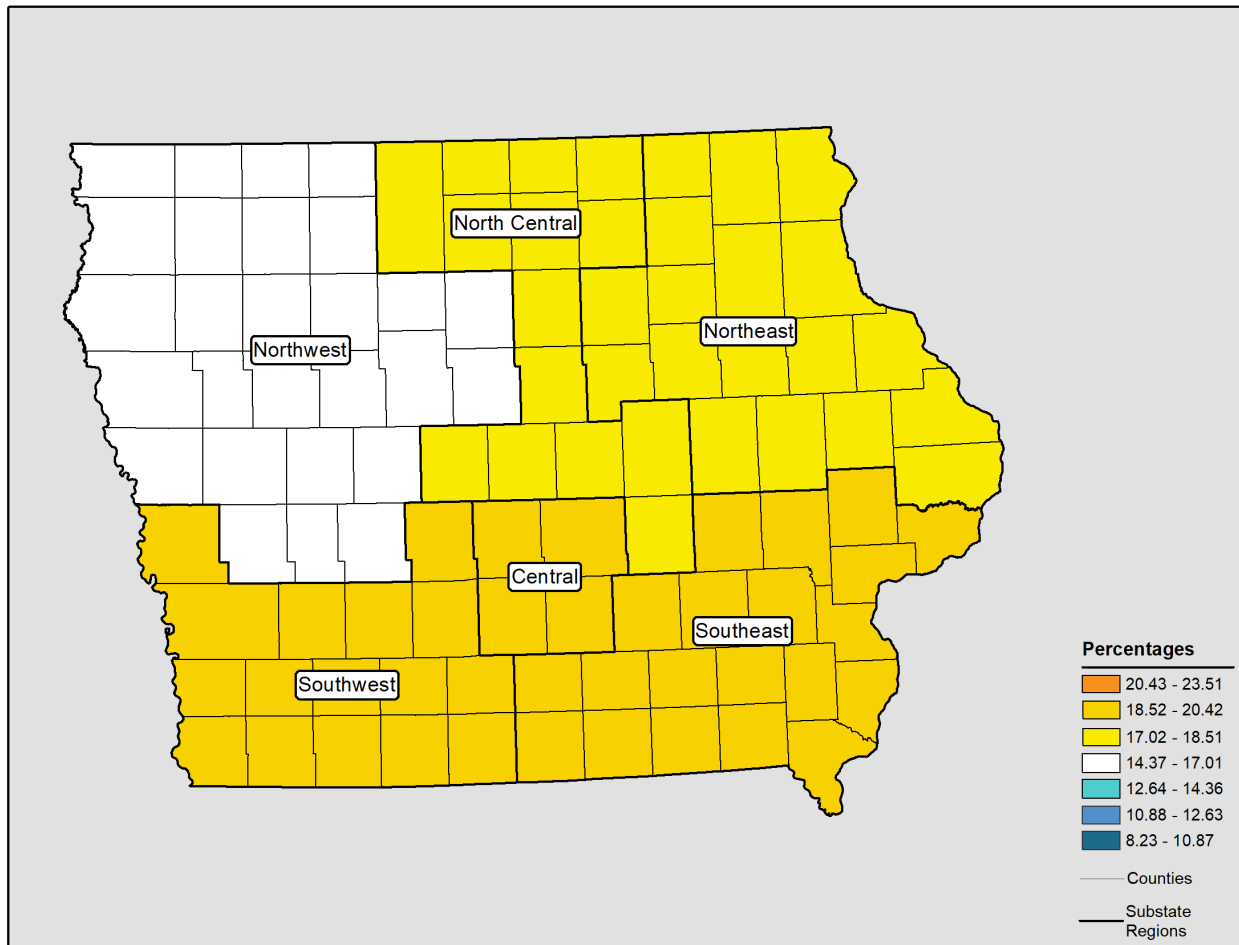 North Central
Northeast
Northwest
Central
Southeast
Southwest
Percentages
20.43 - 23.51
18.52 - 20.42
17.02 - 18.51
14.37 - 17.01
12.64 - 14.36
10.88 - 12.63
8.23 - 10.87
Counties
Substate
Regions